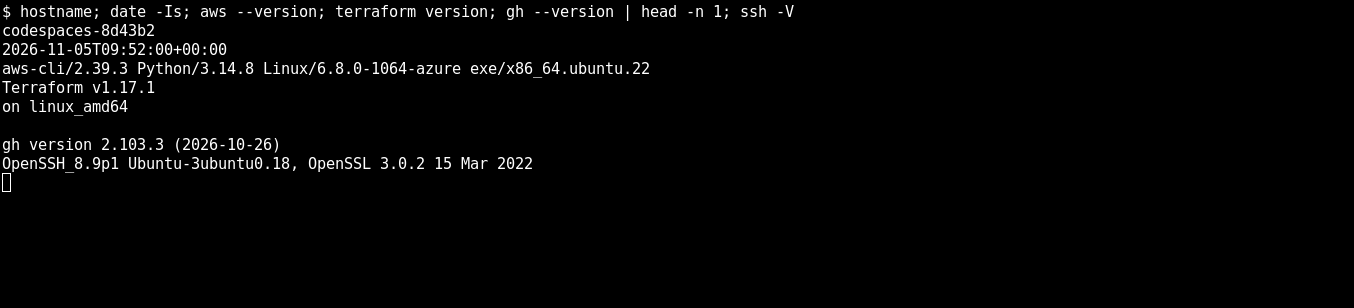 $ hostname; date -Is; aws --version; terraform version; gh --version | head -n 1; ssh -V
codespaces-8d43b2
2026-11-05T09:52:00+00:00
aws-cli/2.39.3 Python/3.14.8 Linux/6.8.0-1064-azure exe/x86_64.ubuntu.22
Terraform v1.17.1
on linux_amd64
gh version 2.103.3 (2026-10-26)
OpenSSH_8.9p1 Ubuntu-3ubuntu0.18, OpenSSL 3.0.2 15 Mar 2022